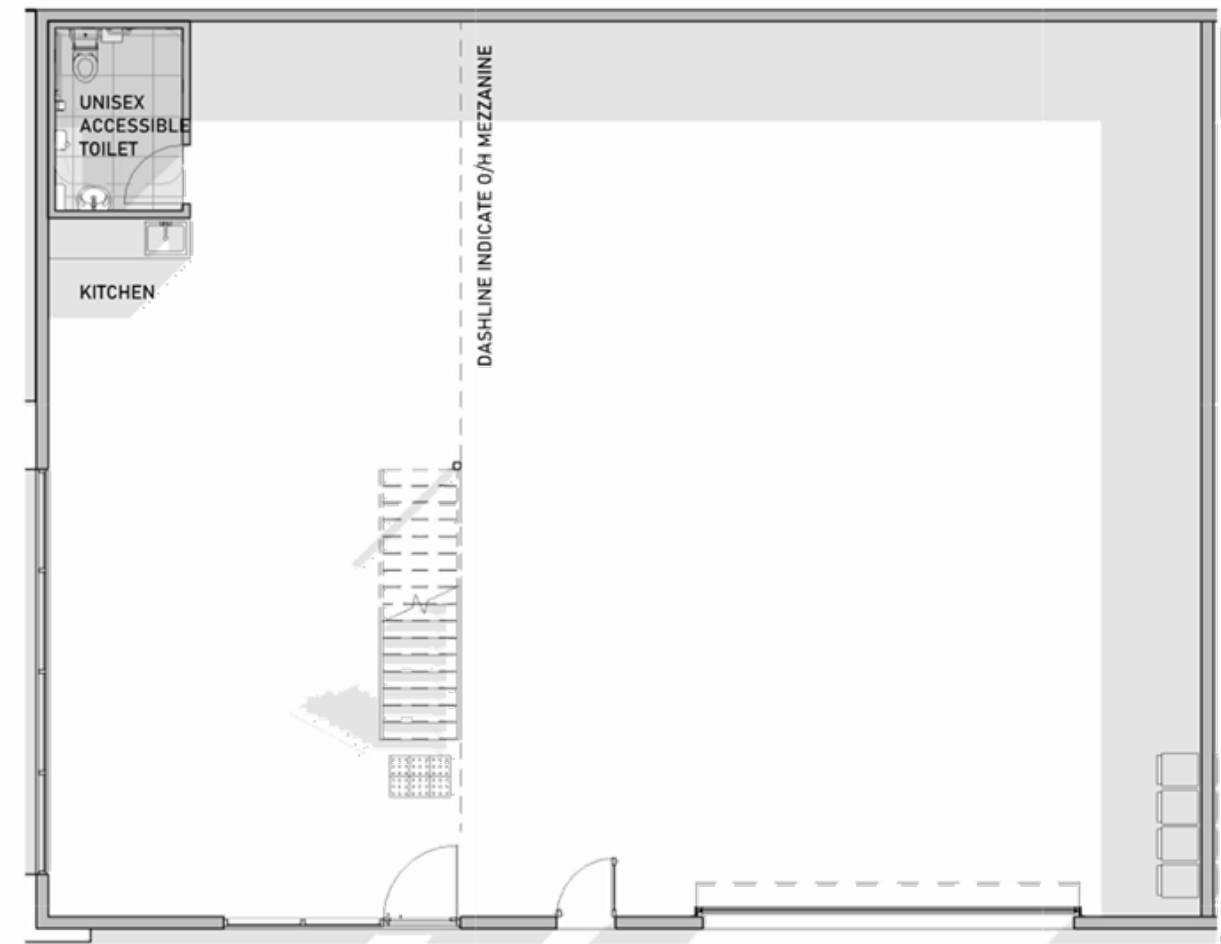 UNISEX
ACCESSIBLE
TOILET
KITCHEN
DASHLINE INDICATE O/H MEZZANINE